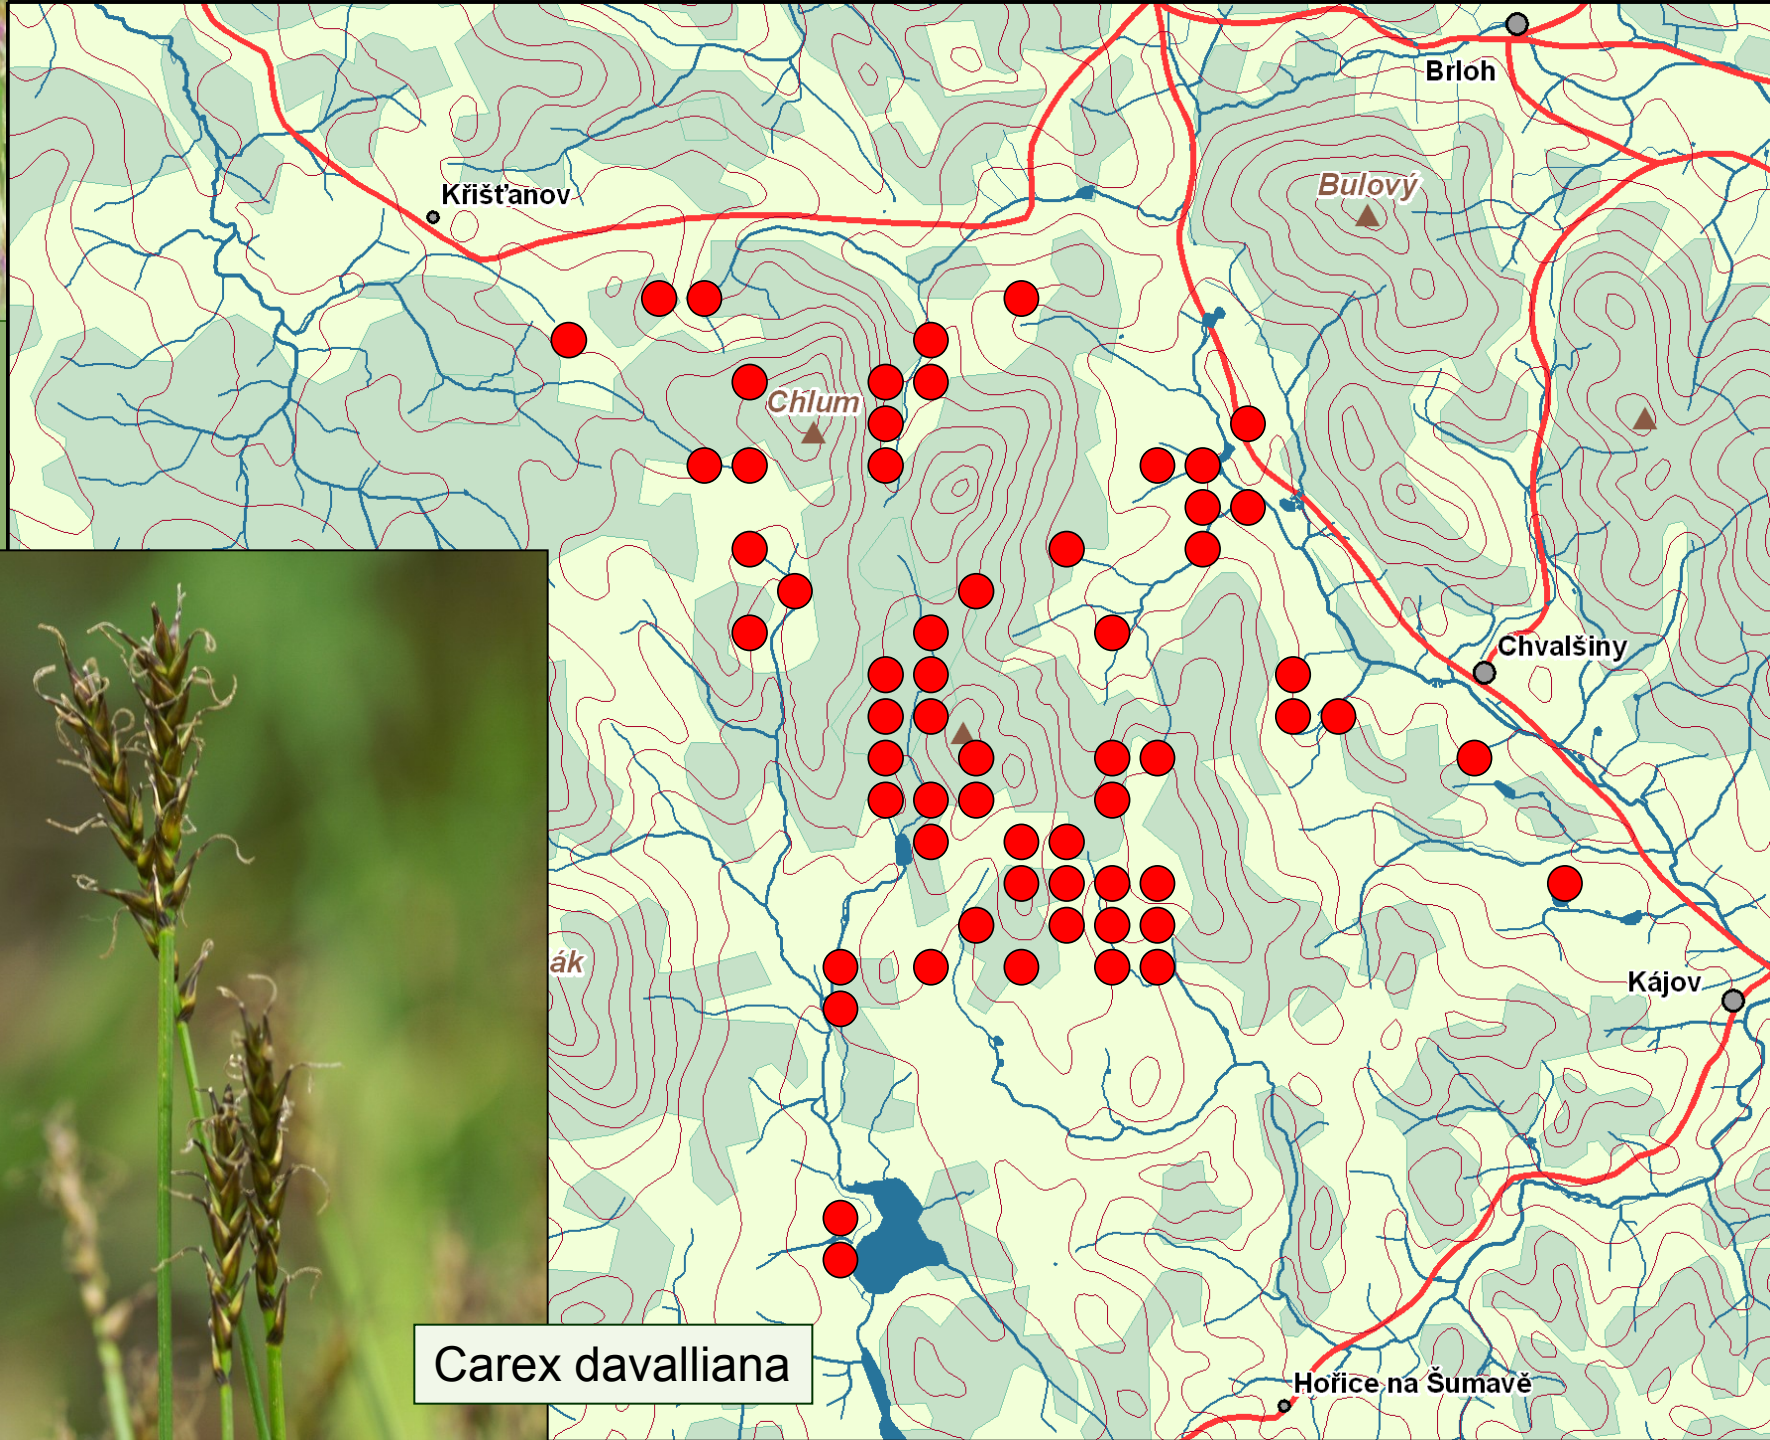 Brloh
Křišťanov
Bulový
Chlum
Chvalšiny
ák
Kájov
Carex davalliana
Hořice na Šumavě